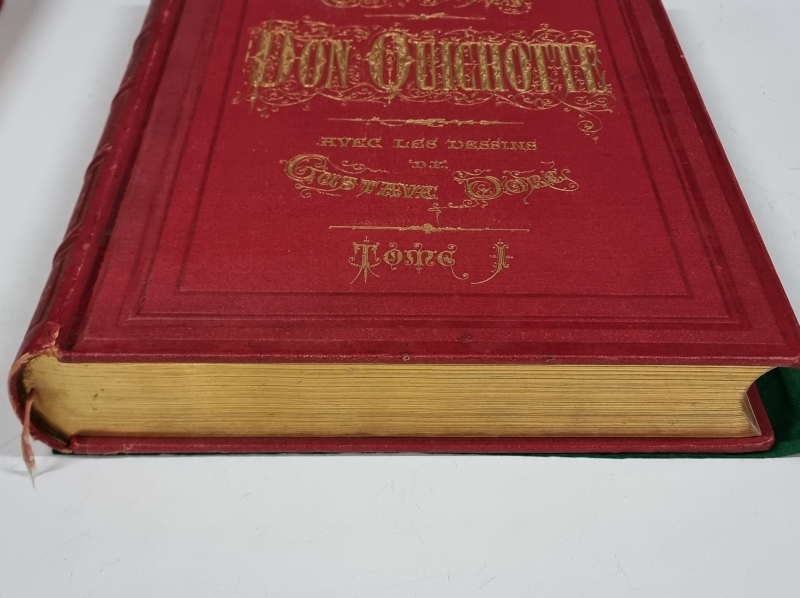 DON QUICHOTTE
AVEC LES DESSINS
DE
GUSTAVE DORÉ
TOME I